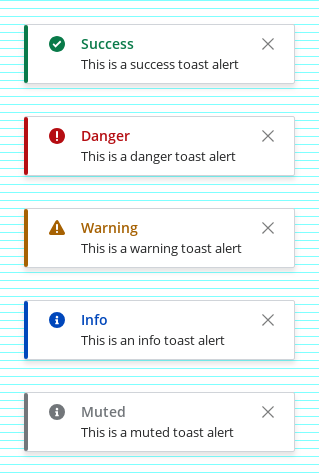 Success
This is a success toast alert
Danger
This is a danger toast alert
Warning
This is a warning toast alert
Info
This is an info toast alert
Muted
This is a muted toast alert